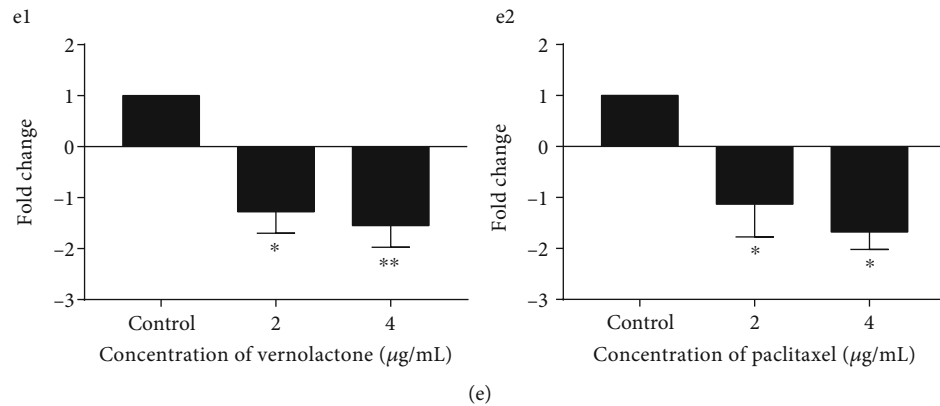 e1
e2
2
1
0
−1
−2
−3
Fold change
*
**
Control
2
4
Concentration of vernolactone (μg/mL)
2
1
0
−1
−2
−3
Fold change
*
*
Control
2
4
Concentration of paclitaxel (μg/mL)
(e)